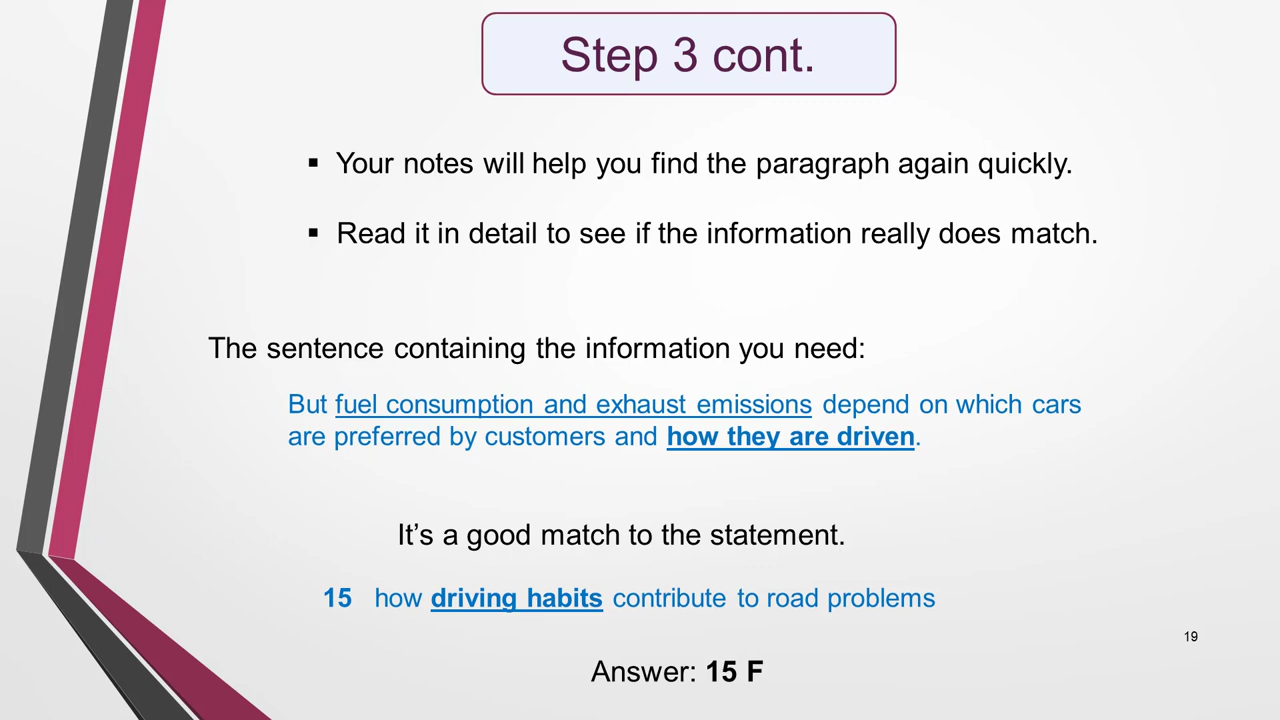 Step 3 cont.
▪ Your notes will help you find the paragraph again quickly.
▪ Read it in detail to see if the information really does match.
The sentence containing the information you need:
But fuel consumption and exhaust emissions depend on which cars
are preferred by customers and how they are driven.
It’s a good match to the statement.
15 how driving habits contribute to road problems
19
Answer: 15 F